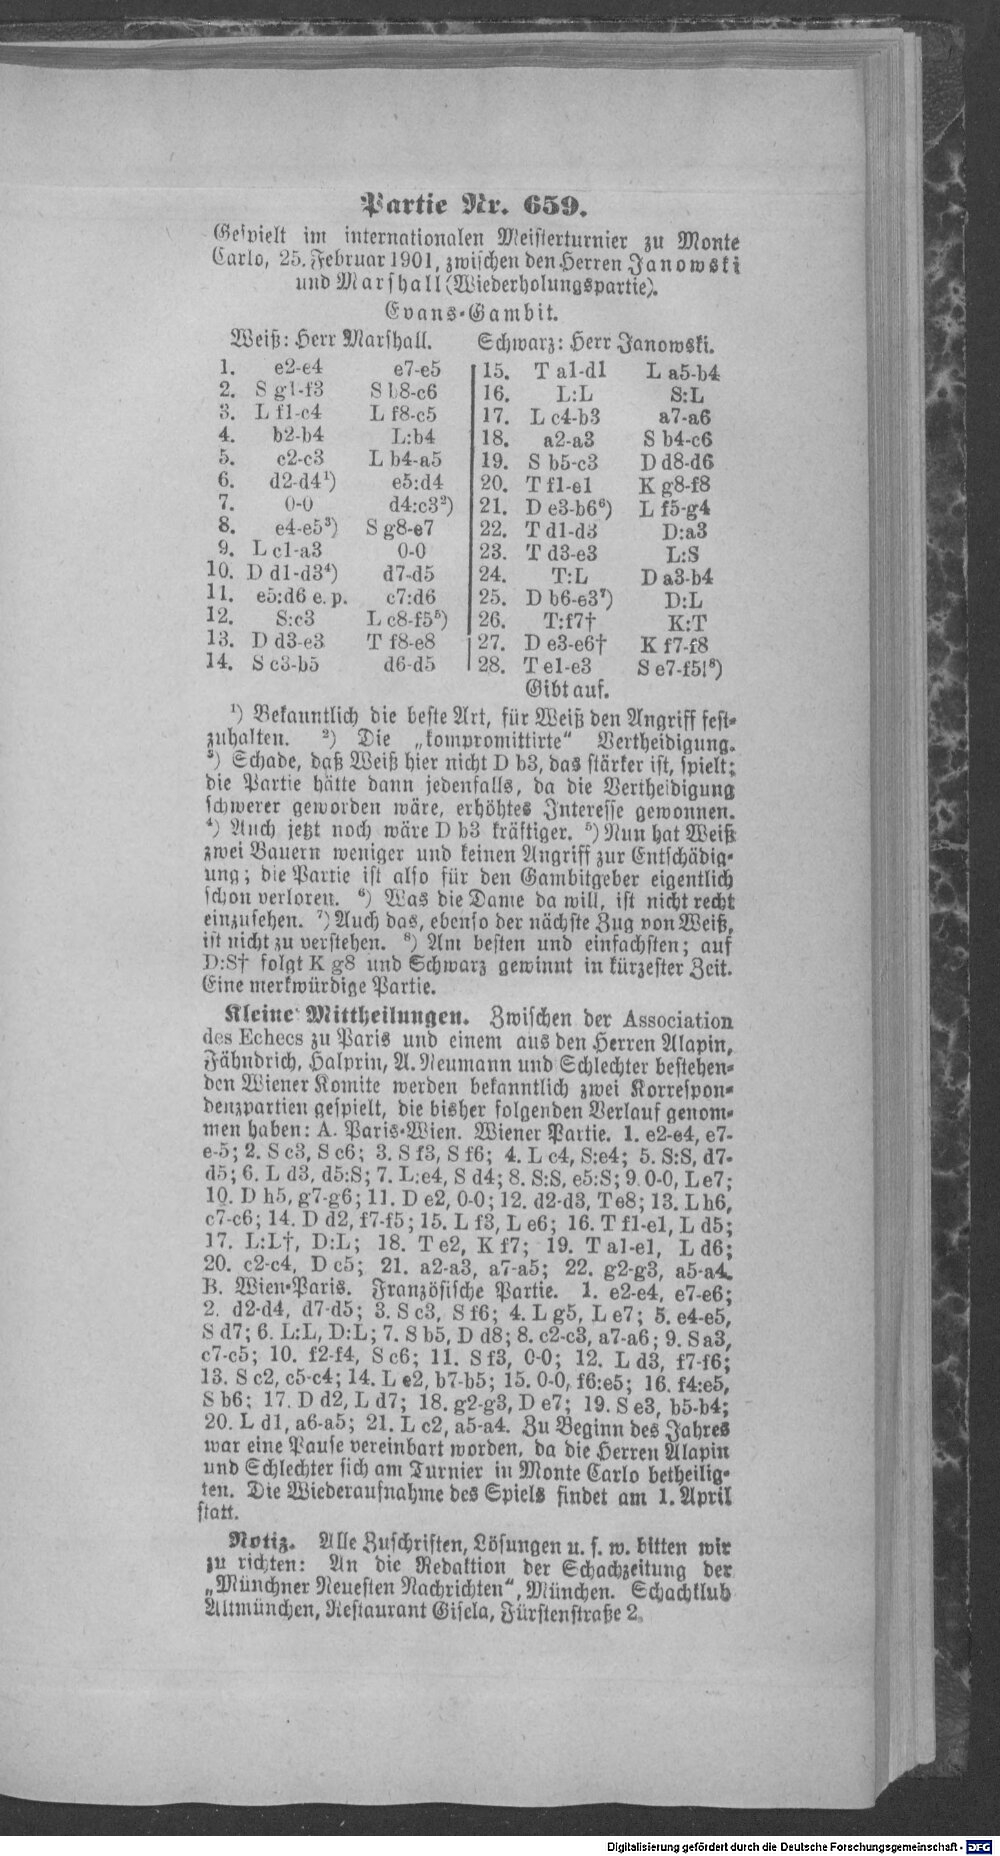 Partie Nr. 659.
Gespielt im internationalen Meisterturnier zu Monte
Carlo, 25. Februar 1901, zwischen den Herren Janowski
und Marshall (Wiederholungspartie).
Evans-Gambit.
Weiß: Herr Marshall. Schwarz: Herr Janowski.
1. e2-e4 e7-e5
2. S g1-f3 S b8-c6
3. L f1-c4 L f8-c5
4. b2-b4 L:b4
5. c2-c3 L b4-a5
6. d2-d4¹) e5:d4
7. 0-0 d4:c3²)
8. e4-e5³) S g8-e7
9. L c1-a3 0-0
10. D d1-d3⁴) d7-d5
11. e5:d6 e. p. c7:d6
12. S:c3 L c8-f5⁵)
13. D d3-e3 T f8-e8
14. S c3-b5 d6-d5
15. T a1-d1 L a5-b4
16. L:L S:L
17. L c4-b3 a7-a6
18. a2-a3 S b4-c6
19. S b5-c3 D d8-d6
20. T f1-e1 K g8-f8
21. D e3-b6⁶) L f5-g4
22. T d1-d3 D:a3
23. T d3-e3 L:S
24. T:L D a3-b4
25. D b6-e3⁷) D:L
26. T:f7† K:T
27. D e3-e6† K f7-f8
28. T e1-e3 S e7-f5!⁸)
Gibt auf.
¹) Bekanntlich die beste Art, für Weiß den Angriff fest-
zuhalten. ²) Die „kompromittirte“ Vertheidigung.
³) Schade, daß Weiß hier nicht D b3, das stärker ist, spielt;
die Partie hätte dann jedenfalls, da die Vertheidigung
schwerer geworden wäre, erhöhtes Interesse gewonnen.
⁴) Auch jetzt noch wäre D b3 kräftiger. ⁵) Nun hat Weiß
zwei Bauern weniger und keinen Angriff zur Entschädig-
ung; die Partie ist also für den Gambitgeber eigentlich
schon verloren. ⁶) Was die Dame da will, ist nicht recht
einzusehen. ⁷) Auch das, ebenso der nächste Zug von Weiß,
ist nicht zu verstehen. ⁸) Am besten und einfachsten; auf
D:S† folgt K g8 und Schwarz gewinnt in kürzester Zeit.
Eine merkwürdige Partie.
Kleine Mittheilungen. Zwischen der Association
des Echecs zu Paris und einem aus den Herren Alapin,
Fähndrich, Halprin, A. Neumann und Schlechter bestehen-
den Wiener Komite werden bekanntlich zwei Korrespon-
denzpartien gespielt, die bisher folgenden Verlauf genom-
men haben: A. Paris-Wien. Wiener Partie. 1. e2-e4, e7-
e-5; 2. S c3, S c6; 3. S f3, S f6; 4. L c4, S:e4; 5. S:S, d7-
d5; 6. L d3, d5:S; 7. L:e4, S d4; 8. S:S, e5:S; 9. 0-0, L e7;
10. D h5, g7-g6; 11. D e2, 0-0; 12. d2-d3, T e8; 13. L h6,
c7-c6; 14. D d2, f7-f5; 15. L f3, L e6; 16. T f1-e1, L d5;
17. L:L†, D:L; 18. T e2, K f7; 19. T a1-e1, L d6;
20. c2-c4, D c5; 21. a2-a3, a7-a5; 22. g2-g3, a5-a4.
B. Wien-Paris. Französische Partie. 1. e2-e4, e7-e6;
2. d2-d4, d7-d5; 3. S c3, S f6; 4. L g5, L e7; 5. e4-e5,
S d7; 6. L:L, D:L; 7. S b5, D d8; 8. c2-c3, a7-a6; 9. S a3,
c7-c5; 10. f2-f4, S c6; 11. S f3, 0-0; 12. L d3, f7-f6;
13. S c2, c5-c4; 14. L e2, b7-b5; 15. 0-0, f6:e5; 16. f4:e5,
S b6; 17. D d2, L d7; 18. g2-g3, D e7; 19. S e3, b5-b4;
20. L d1, a6-a5; 21. L c2, a5-a4. Zu Beginn des Jahres
war eine Pause vereinbart worden, da die Herren Alapin
und Schlechter sich am Turnier in Monte Carlo betheilig-
ten. Die Wiederaufnahme des Spiels findet am 1. April
statt.
Notiz. Alle Zuschriften, Lösungen u. s. w. bitten wir
zu richten: An die Redaktion der Schachzeitung der
„Münchner Neuesten Nachrichten“, München. Schachklub
Altmünchen, Restaurant Gisela, Fürstenstraße 2.
Digitalisierung gefördert durch die Deutsche Forschungsgemeinschaft - DFG